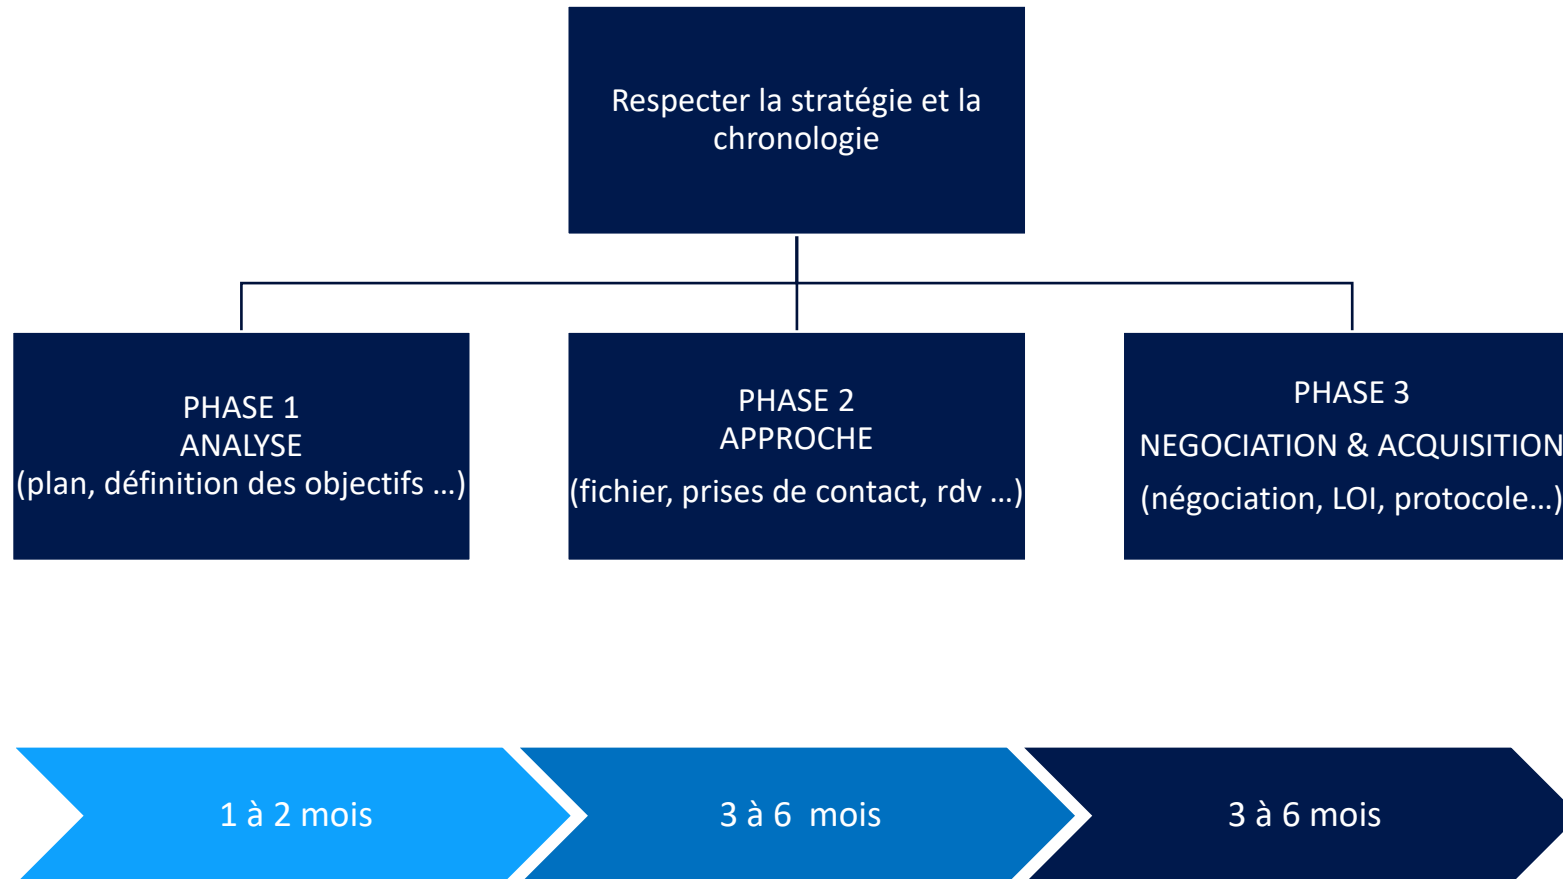 Respecter la stratégie et la
chronologie
PHASE 1
ANALYSE
(plan, définition des objectifs …)
PHASE 2
APPROCHE
(fichier, prises de contact, rdv …)
PHASE 3
NEGOCIATION & ACQUISITION
(négociation, LOI, protocole…)
1 à 2 mois
3 à 6  mois
3 à 6 mois